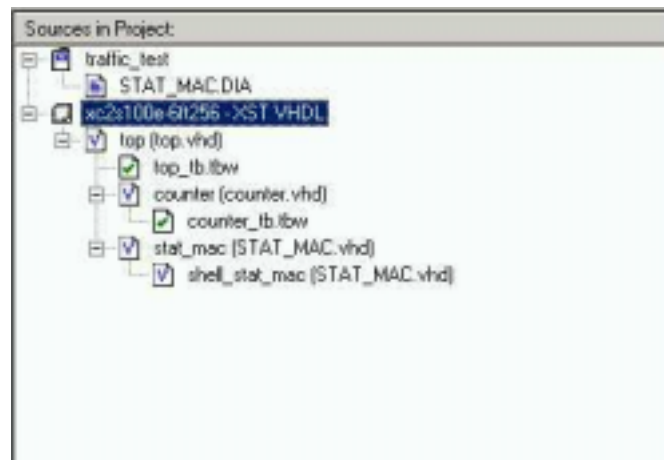 Sources in Project:
traffic_test
STAT_MAC.DIA
xc2s100e-6ft256 - XST VHDL
top (top.vhd)
top_tb.tbw
counter (counter.vhd)
counter_tb.tbw
stat_mac (STAT_MAC.vhd)
shell_stat_mac (STAT_MAC.vhd)